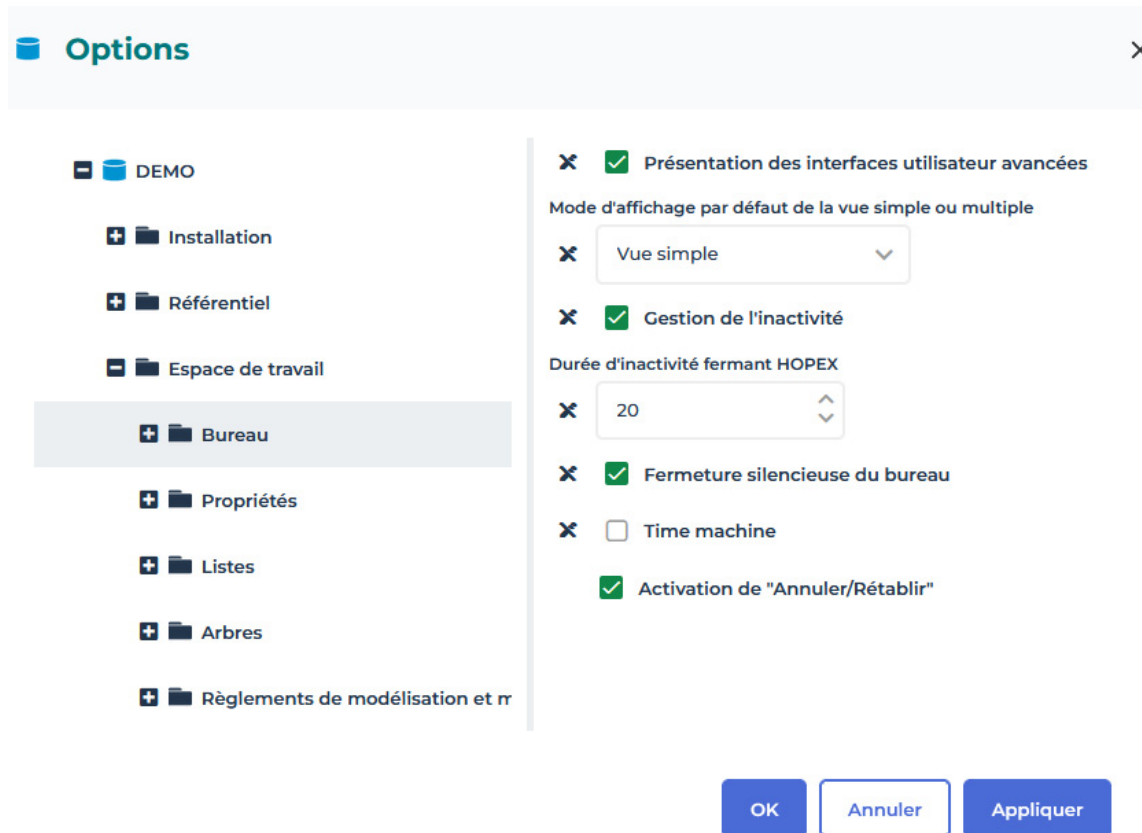 Options
DEMO
Installation
Référentiel
Espace de travail
Bureau
Propriétés
Listes
Arbres
Règlements de modélisation et m
Présentation des interfaces utilisateur avancées
Mode d'affichage par défaut de la vue simple ou multiple
Vue simple
Gestion de l'inactivité
Durée d'inactivité fermant HOPEX
20
Fermeture silencieuse du bureau
Time machine
Activation de "Annuler/Rétablir"
OK Annuler Appliquer